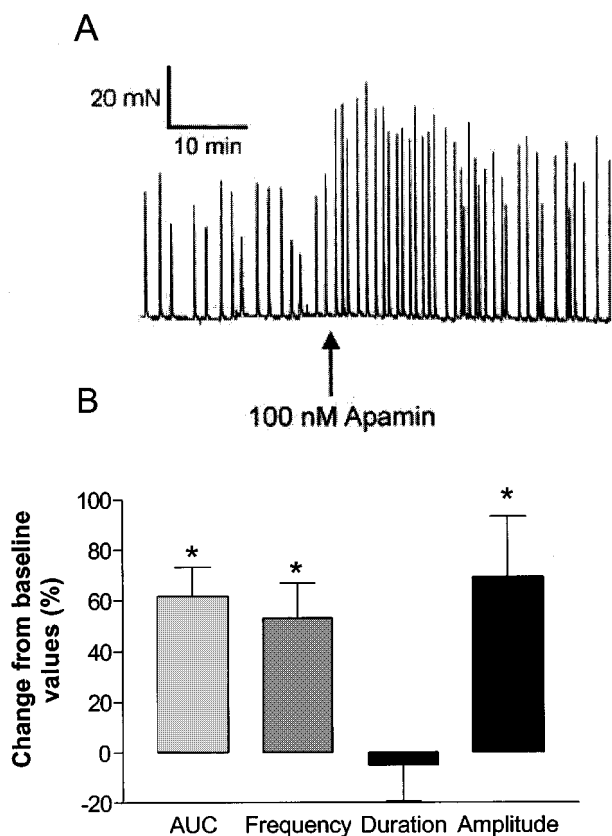 A
20 mN
10 min
100 nM Apamin
B
Change from baseline
values (%)
100
80
60
40
20
0
-20
* * *
AUC Frequency Duration Amplitude